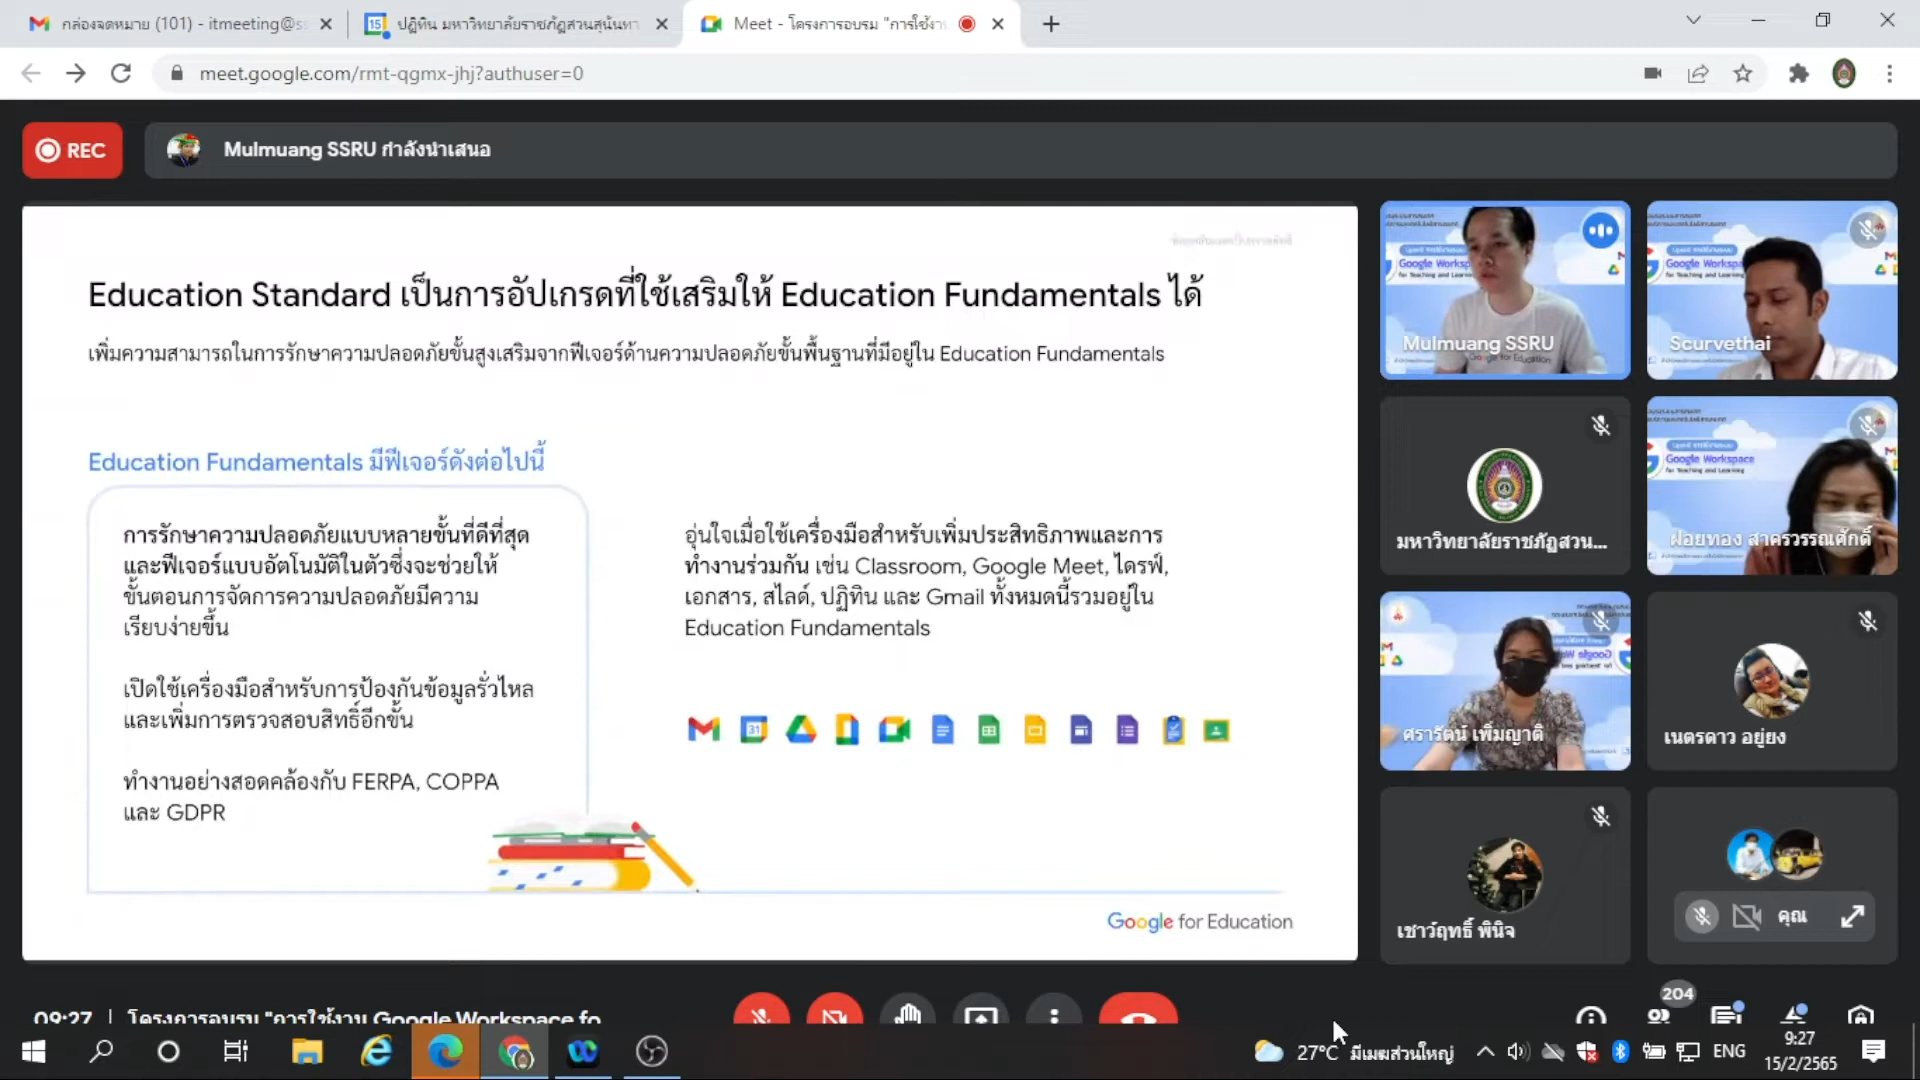 กล่องจดหมาย (101) - itmeeting@ss
ปฏิทิน มหาวิทยาลัยราชภัฏสวนสุนันทา
Meet - โครงการอบรม "การใช้งา
meet.google.com/rmt-qgmx-jhj?authuser=0
REC
Mulmuang SSRU กำลังนำเสนอ
Education Standard เป็นการอัปเกรดที่ใช้เสริมให้ Education Fundamentals ได้
เพิ่มความสามารถในการรักษาความปลอดภัยขั้นสูงเสริมจากฟีเจอร์ด้านความปลอดภัยขั้นพื้นฐานที่มีอยู่ใน Education Fundamentals
Education Fundamentals มีฟีเจอร์ดังต่อไปนี้
การรักษาความปลอดภัยแบบหลายขั้นที่ดีที่สุด
และฟีเจอร์แบบอัตโนมัติในตัวซึ่งจะช่วยให้
ขั้นตอนการจัดการความปลอดภัยมีความ
เรียบง่ายขึ้น
เปิดใช้เครื่องมือสำหรับการป้องกันข้อมูลรั่วไหล
และเพิ่มการตรวจสอบสิทธิ์อีกขั้น
ทำงานอย่างสอดคล้องกับ FERPA, COPPA
และ GDPR
อุ่นใจเมื่อใช้เครื่องมือสำหรับเพิ่มประสิทธิภาพและการ
ทำงานร่วมกัน เช่น Classroom, Google Meet, ไดรฟ์,
เอกสาร, สไลด์, ปฏิทิน และ Gmail ทั้งหมดนี้รวมอยู่ใน
Education Fundamentals
31
Google for Education
Google Worksp
for Teaching and Learni
Mulmuang SSRU
Google for Education
Google Workspa
for Teaching and Learnin
Scurvethai
มหาวิทยาลัยราชภัฏสวน...
Google Workspace
for Teaching and Learning
ฝอยทอง สาครวรรณศักดิ์
ศรารัตน์ เพิ่มญาติ
เนตรดาว อยู่ยง
เชาว์ฤทธิ์ พินิจ
คุณ
09:27 | โครงการอบรม "การใช้งาน Google Workspace fo
204
27°C มีเมฆส่วนใหญ่
ENG
9:27
15/2/2565